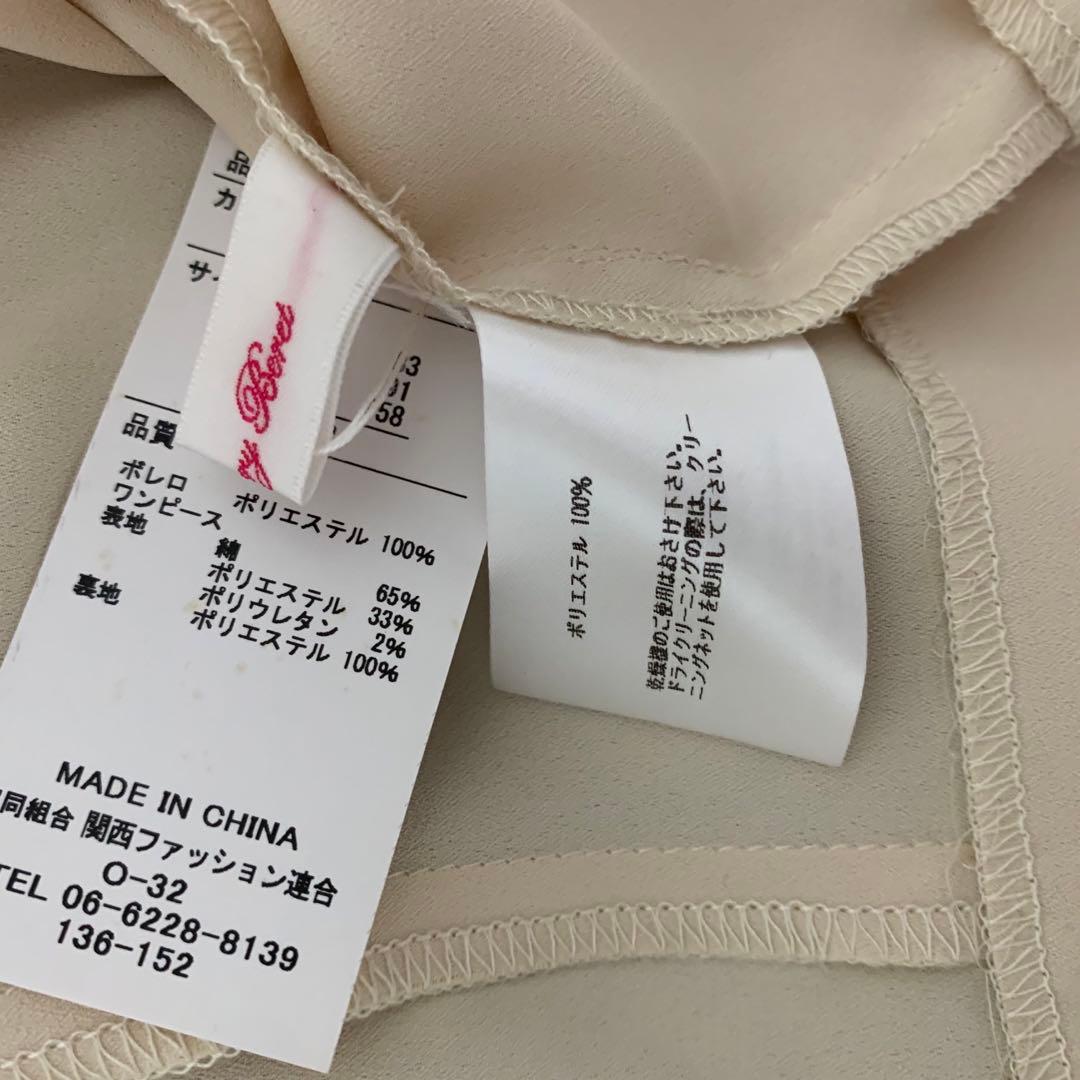 品
カ
サ
83
91
58
品質
ボレロ ポリエステル 100%
ワンピース
表地 綿 65%
ポリエステル 33%
ポリウレタン 2%
裏地 ポリエステル 100%
MADE IN CHINA
同組合 関西ファッション連合
O-32
TEL 06-6228-8139
136-152
ポリエステル 100%
乾燥機のご使用はおさけ下さい。
ドライクリーニングの際は、クリー
ニングネットを使用して下さい。